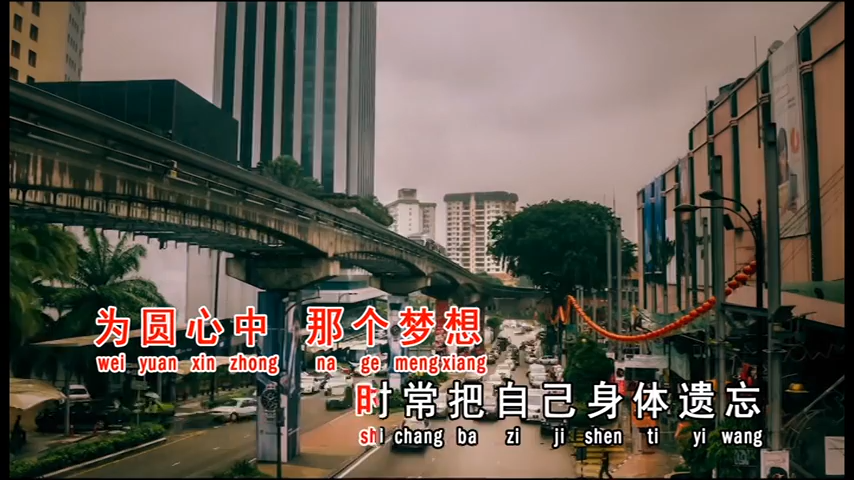 为圆心中 那个梦想
wei yuan xin zhong na ge meng xiang
时常把自己身体遗忘
shi chang ba zi ji shen ti yi wang